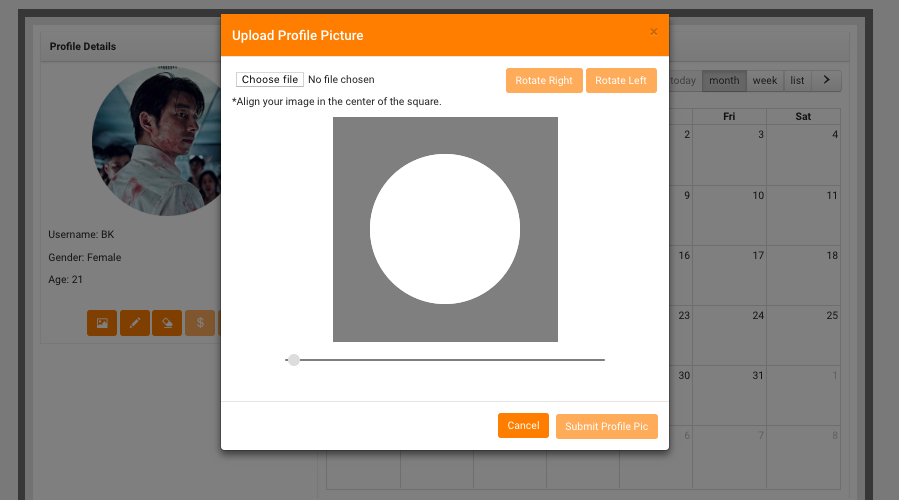 Upload Profile Picture
×
Choose file No file chosen
Rotate Right
Rotate Left
*Align your image in the center of the square.
Cancel
Submit Profile Pic
Profile Details
Username: BK
Gender: Female
Age: 21
$
today month week list
Fri Sat
2 3 4
9 10 11
16 17 18
23 24 25
30 31 1
6 7 8